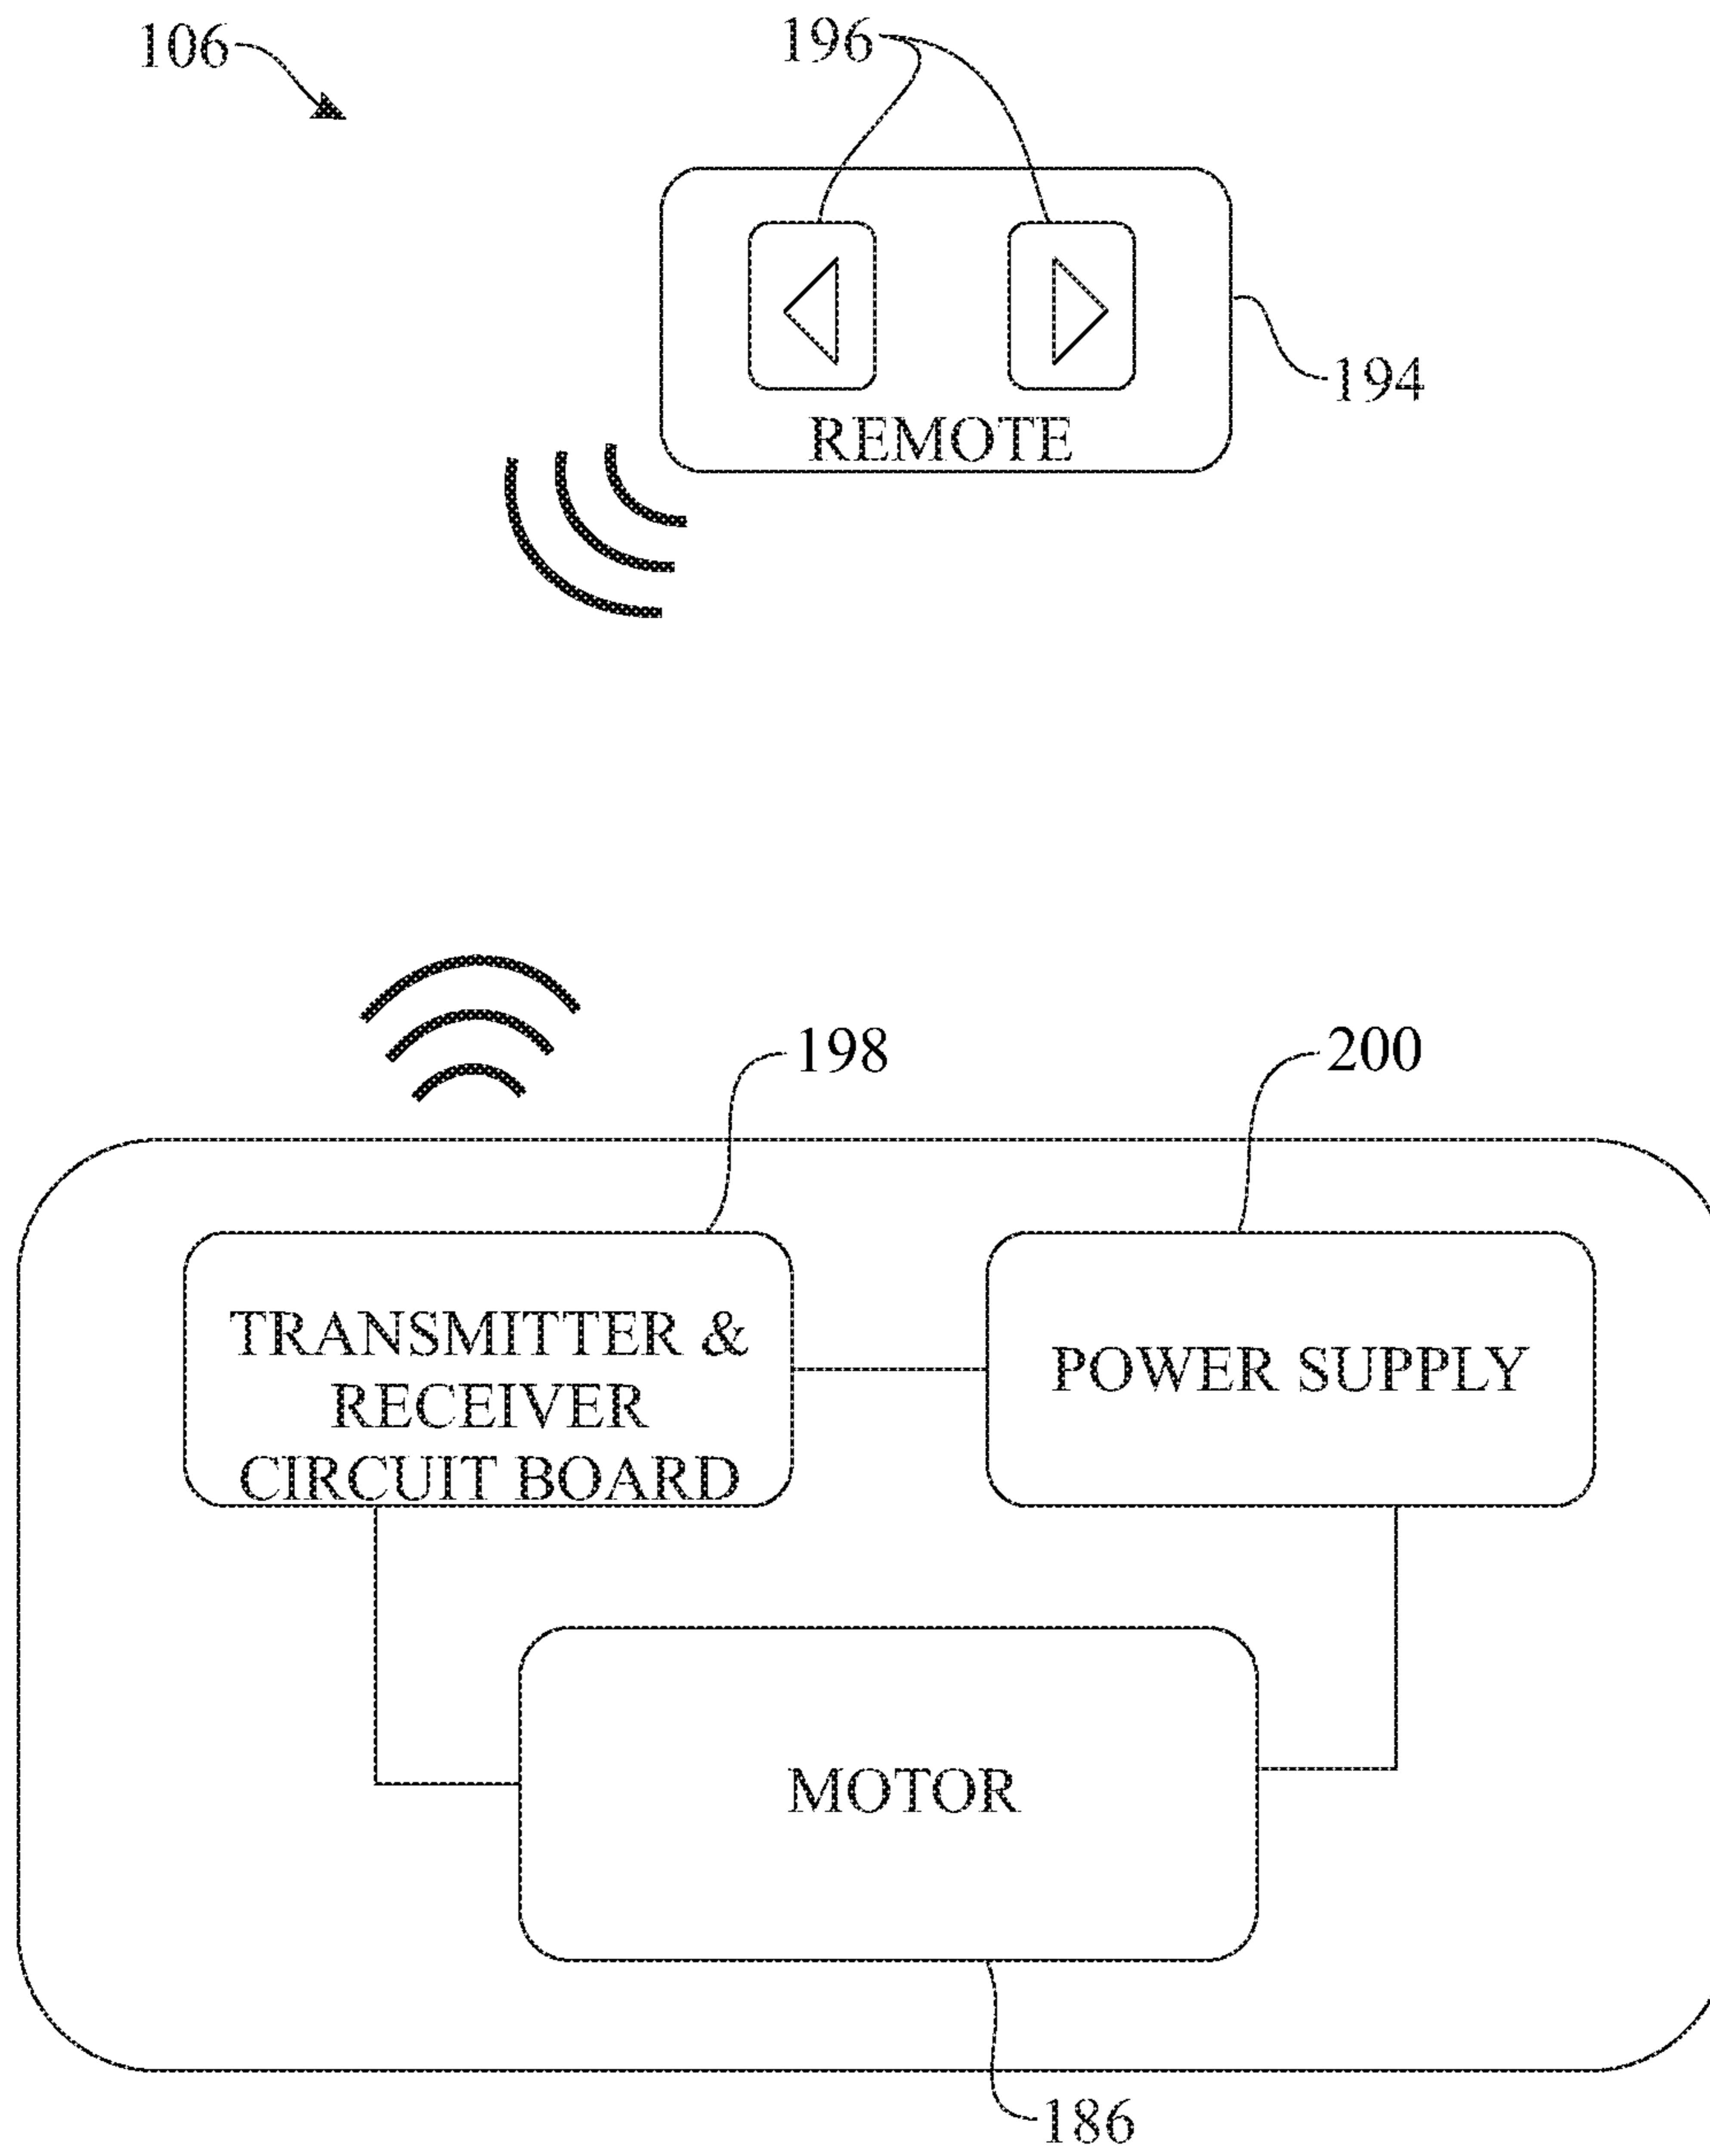 106
196
194
REMOTE
198
200
TRANSMITTER &
RECEIVER
CIRCUIT BOARD
POWER SUPPLY
MOTOR
186